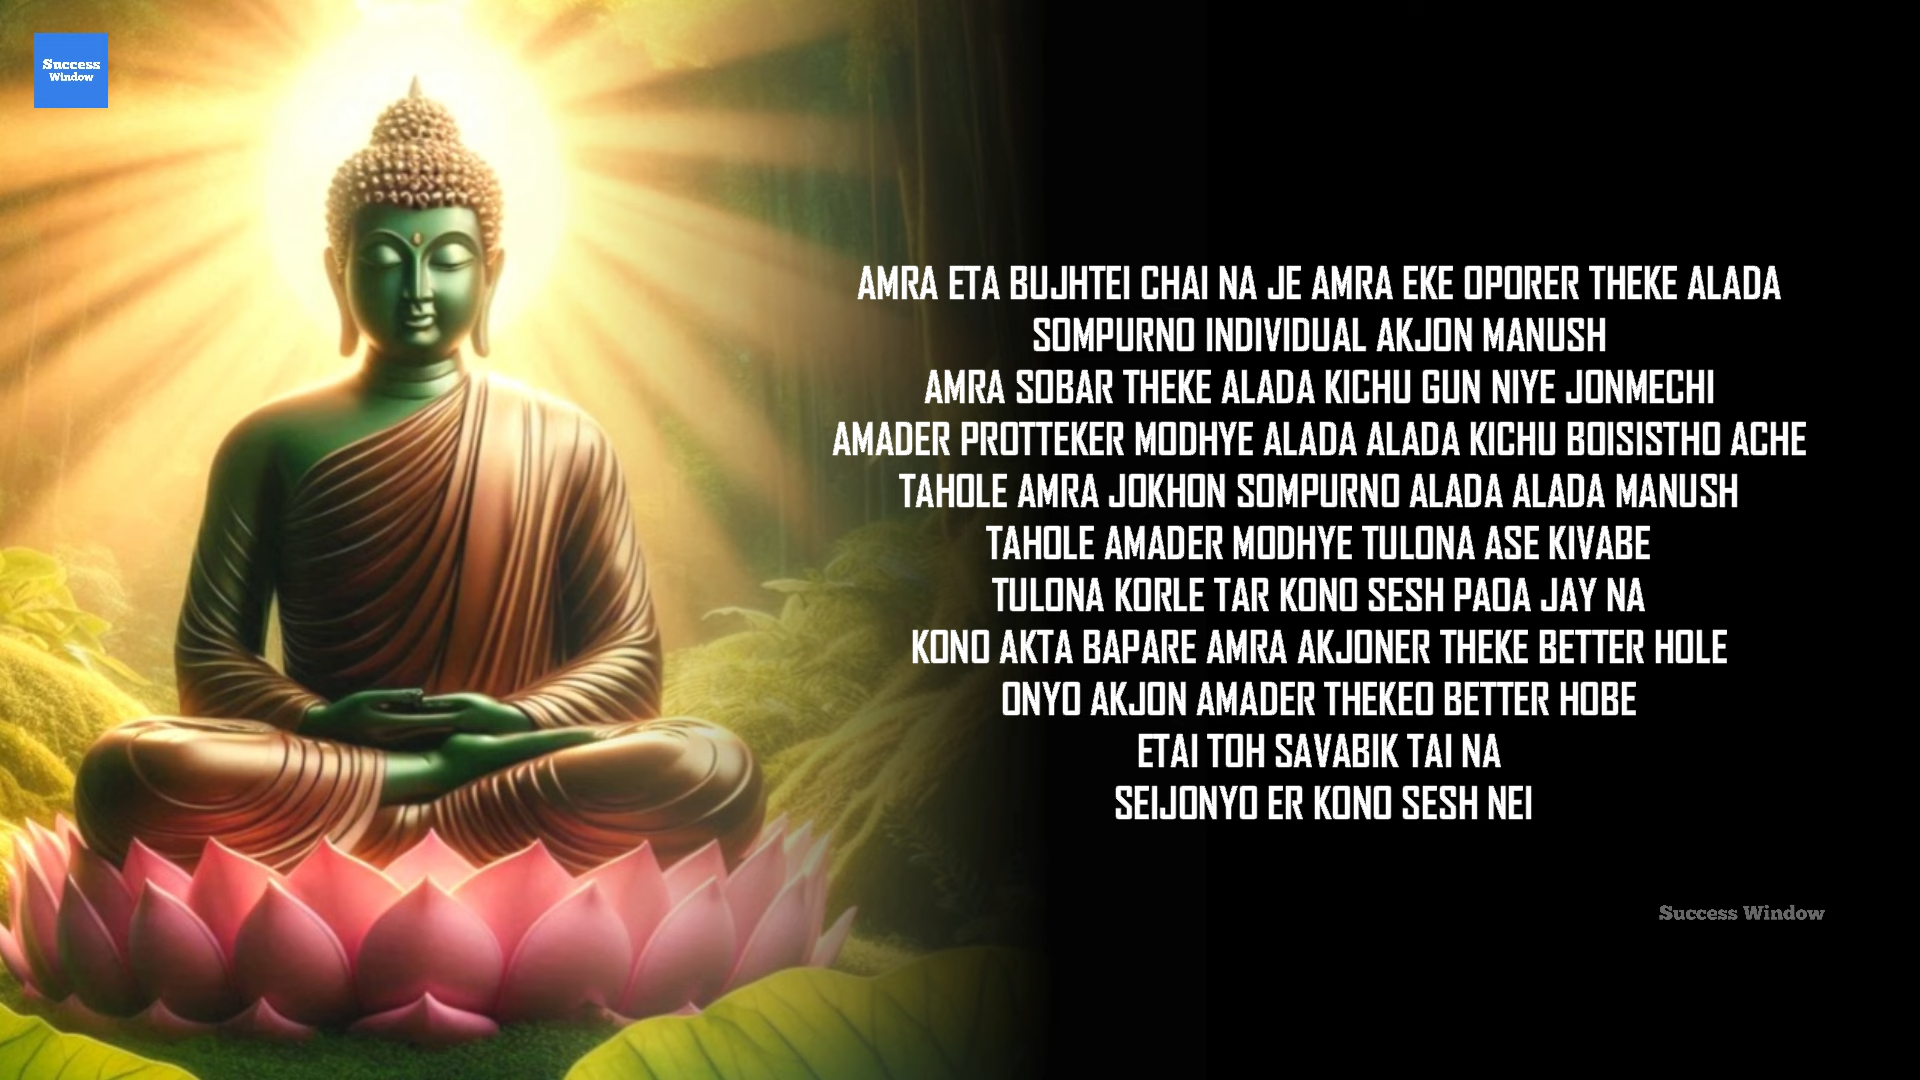 Success
Window
AMRA ETA BUJHTEI CHAI NA JE AMRA EKE OPORER THEKE ALADA
SOMPURNO INDIVIDUAL AKJON MANUSH
AMRA SOBAR THEKE ALADA KICHU GUN NIYE JONMECHI
AMADER PROTTEKER MODHYE ALADA ALADA KICHU BOISISTHO ACHE
TAHOLE AMRA JOKHON SOMPURNO ALADA ALADA MANUSH
TAHOLE AMADER MODHYE TULONA ASE KIVABE
TULONA KORLE TAR KONO SESH PAOA JAY NA
KONO AKTA BAPARE AMRA AKJONER THEKE BETTER HOLE
ONYO AKJON AMADER THEKEO BETTER HOBE
ETAI TOH SAVABIK TAI NA
SEIJONYO ER KONO SESH NEI
Success Window